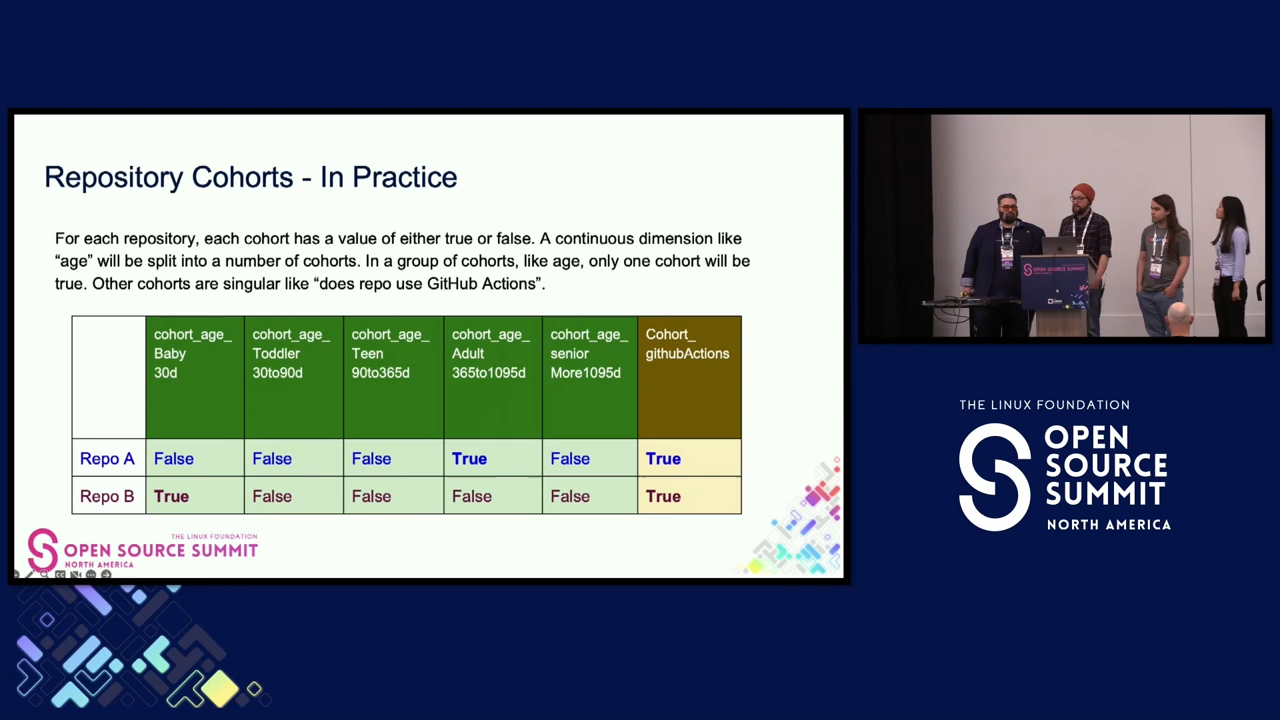 Repository Cohorts - In Practice
For each repository, each cohort has a value of either true or false. A continuous dimension like
“age” will be split into a number of cohorts. In a group of cohorts, like age, only one cohort will be
true. Other cohorts are singular like “does repo use GitHub Actions”.
cohort_age_ cohort_age_ cohort_age_ cohort_age_ cohort_age_ Cohort_
Baby Toddler Teen Adult senior githubActions
30d 30to90d 90to365d 365to1095d More1095d
Repo A False False False True False True
Repo B True False False False False True
THE LINUX FOUNDATION
OPEN SOURCE SUMMIT
NORTH AMERICA
OPEN SOURCE SUMMIT
THE LINUX FOUNDATION
OPEN
SOURCE
SUMMIT
NORTH AMERICA